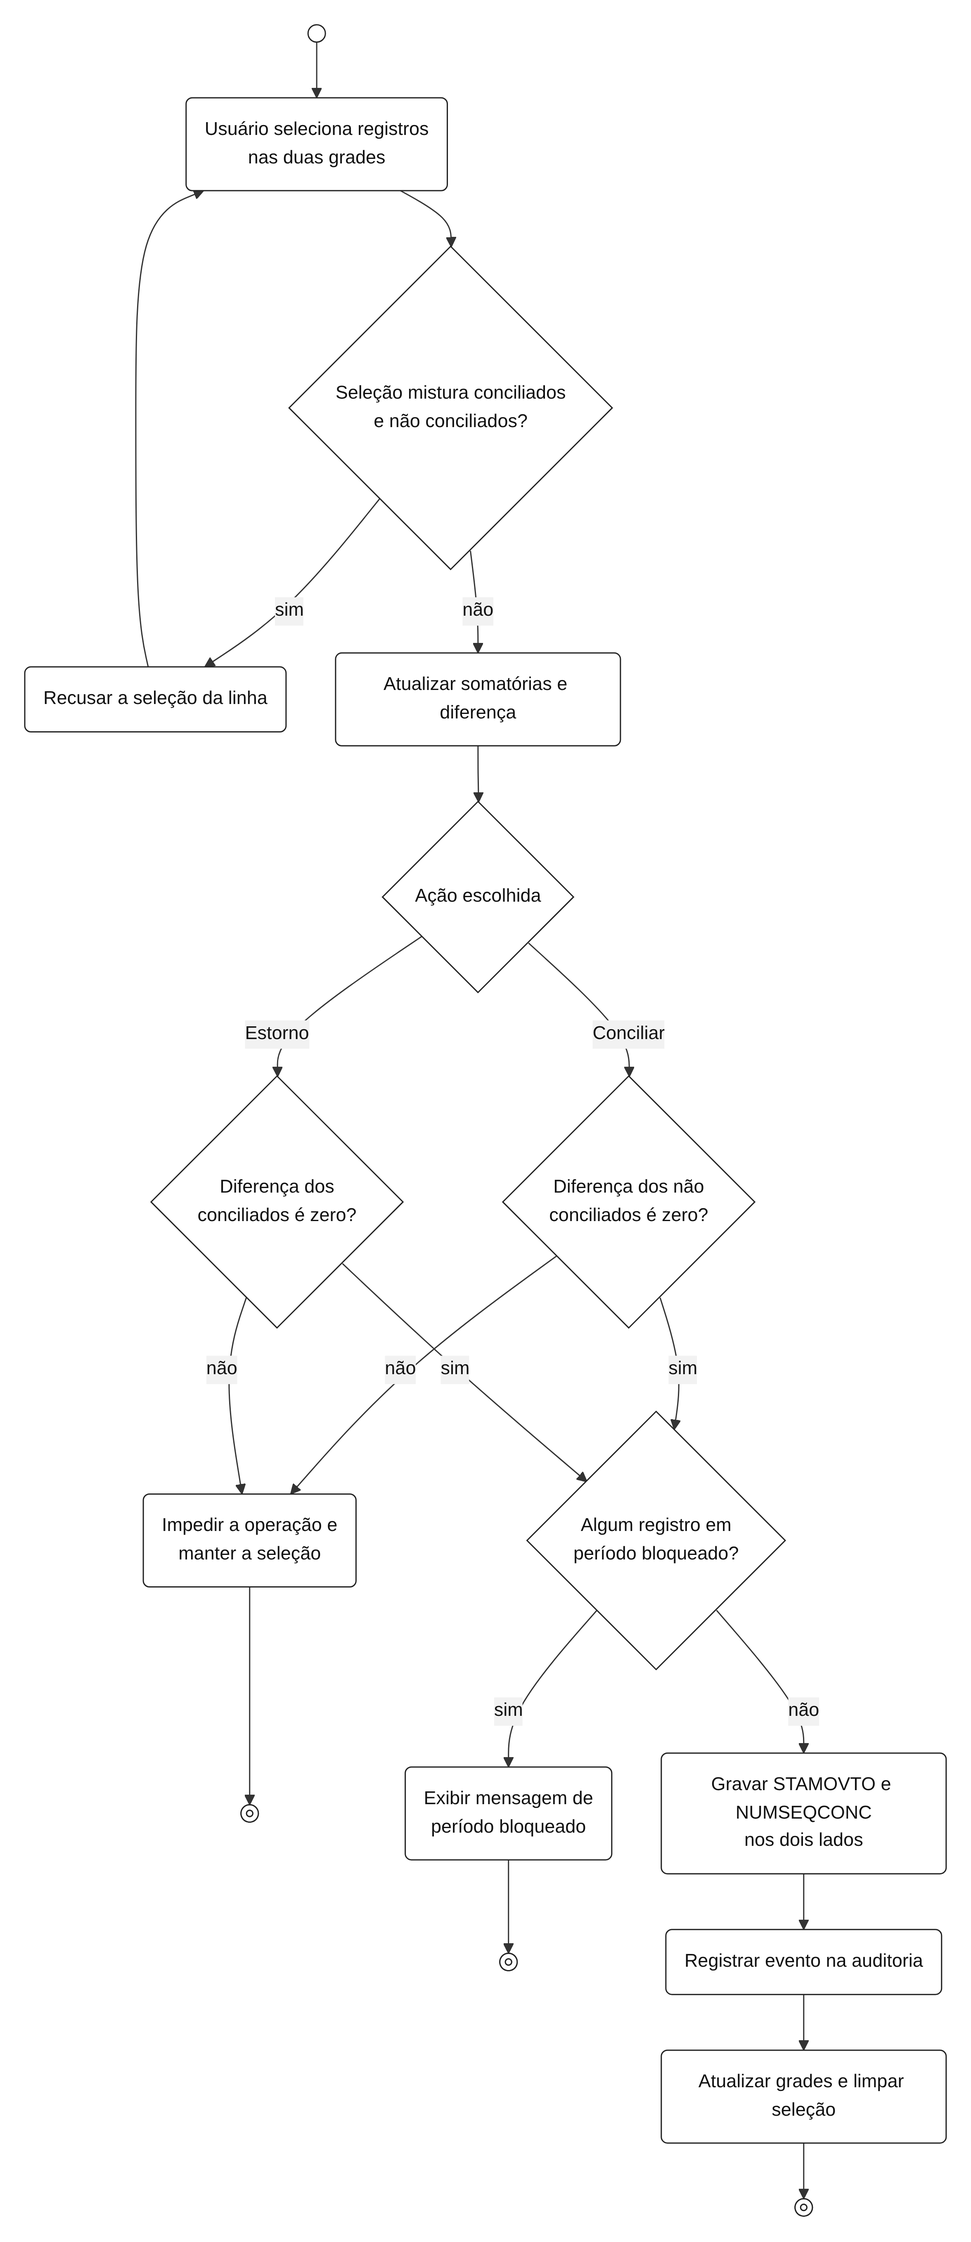 Usuário seleciona registros
nas duas grades
Seleção mistura conciliados
e não conciliados?
sim
não
Recusar a seleção da linha
Atualizar somatórias e
diferença
Ação escolhida
Estorno
Conciliar
Diferença dos
conciliados é zero?
Diferença dos não
conciliados é zero?
não
não
sim
sim
Impedir a operação e
manter a seleção
Algum registro em
período bloqueado?
sim
não
Exibir mensagem de
período bloqueado
Gravar STAMOVTO e
NUMSEQCONC
nos dois lados
Registrar evento na auditoria
Atualizar grades e limpar
seleção